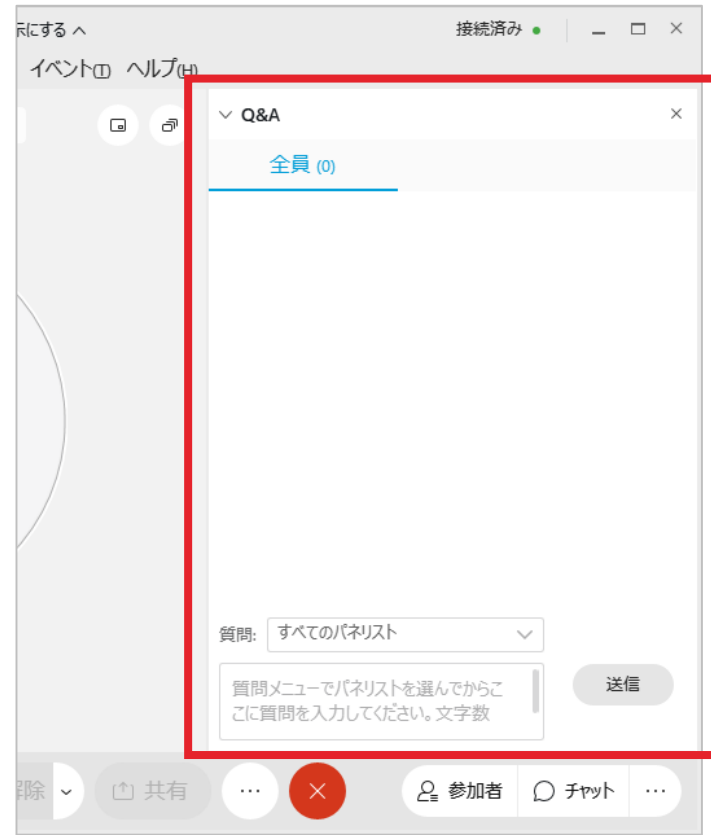 示にする
接続済み
イベント(T) ヘルプ(H)
Q&A
全員 (0)
質問: すべてのパネリスト
質問メニューでパネリストを選んでからこ
こに質問を入力してください。文字数
送信
解除
共有
参加者
チャット